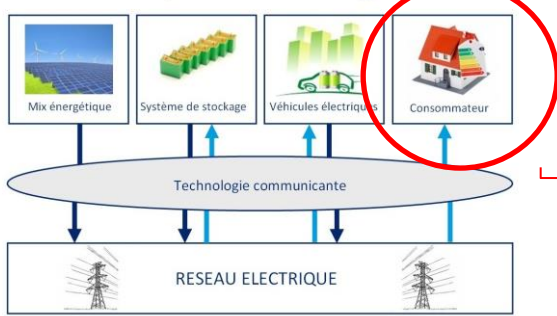 Mix énergétique
Système de stockage
Véhicules électriques
Consommateur
Technologie communicante
RESEAU ELECTRIQUE